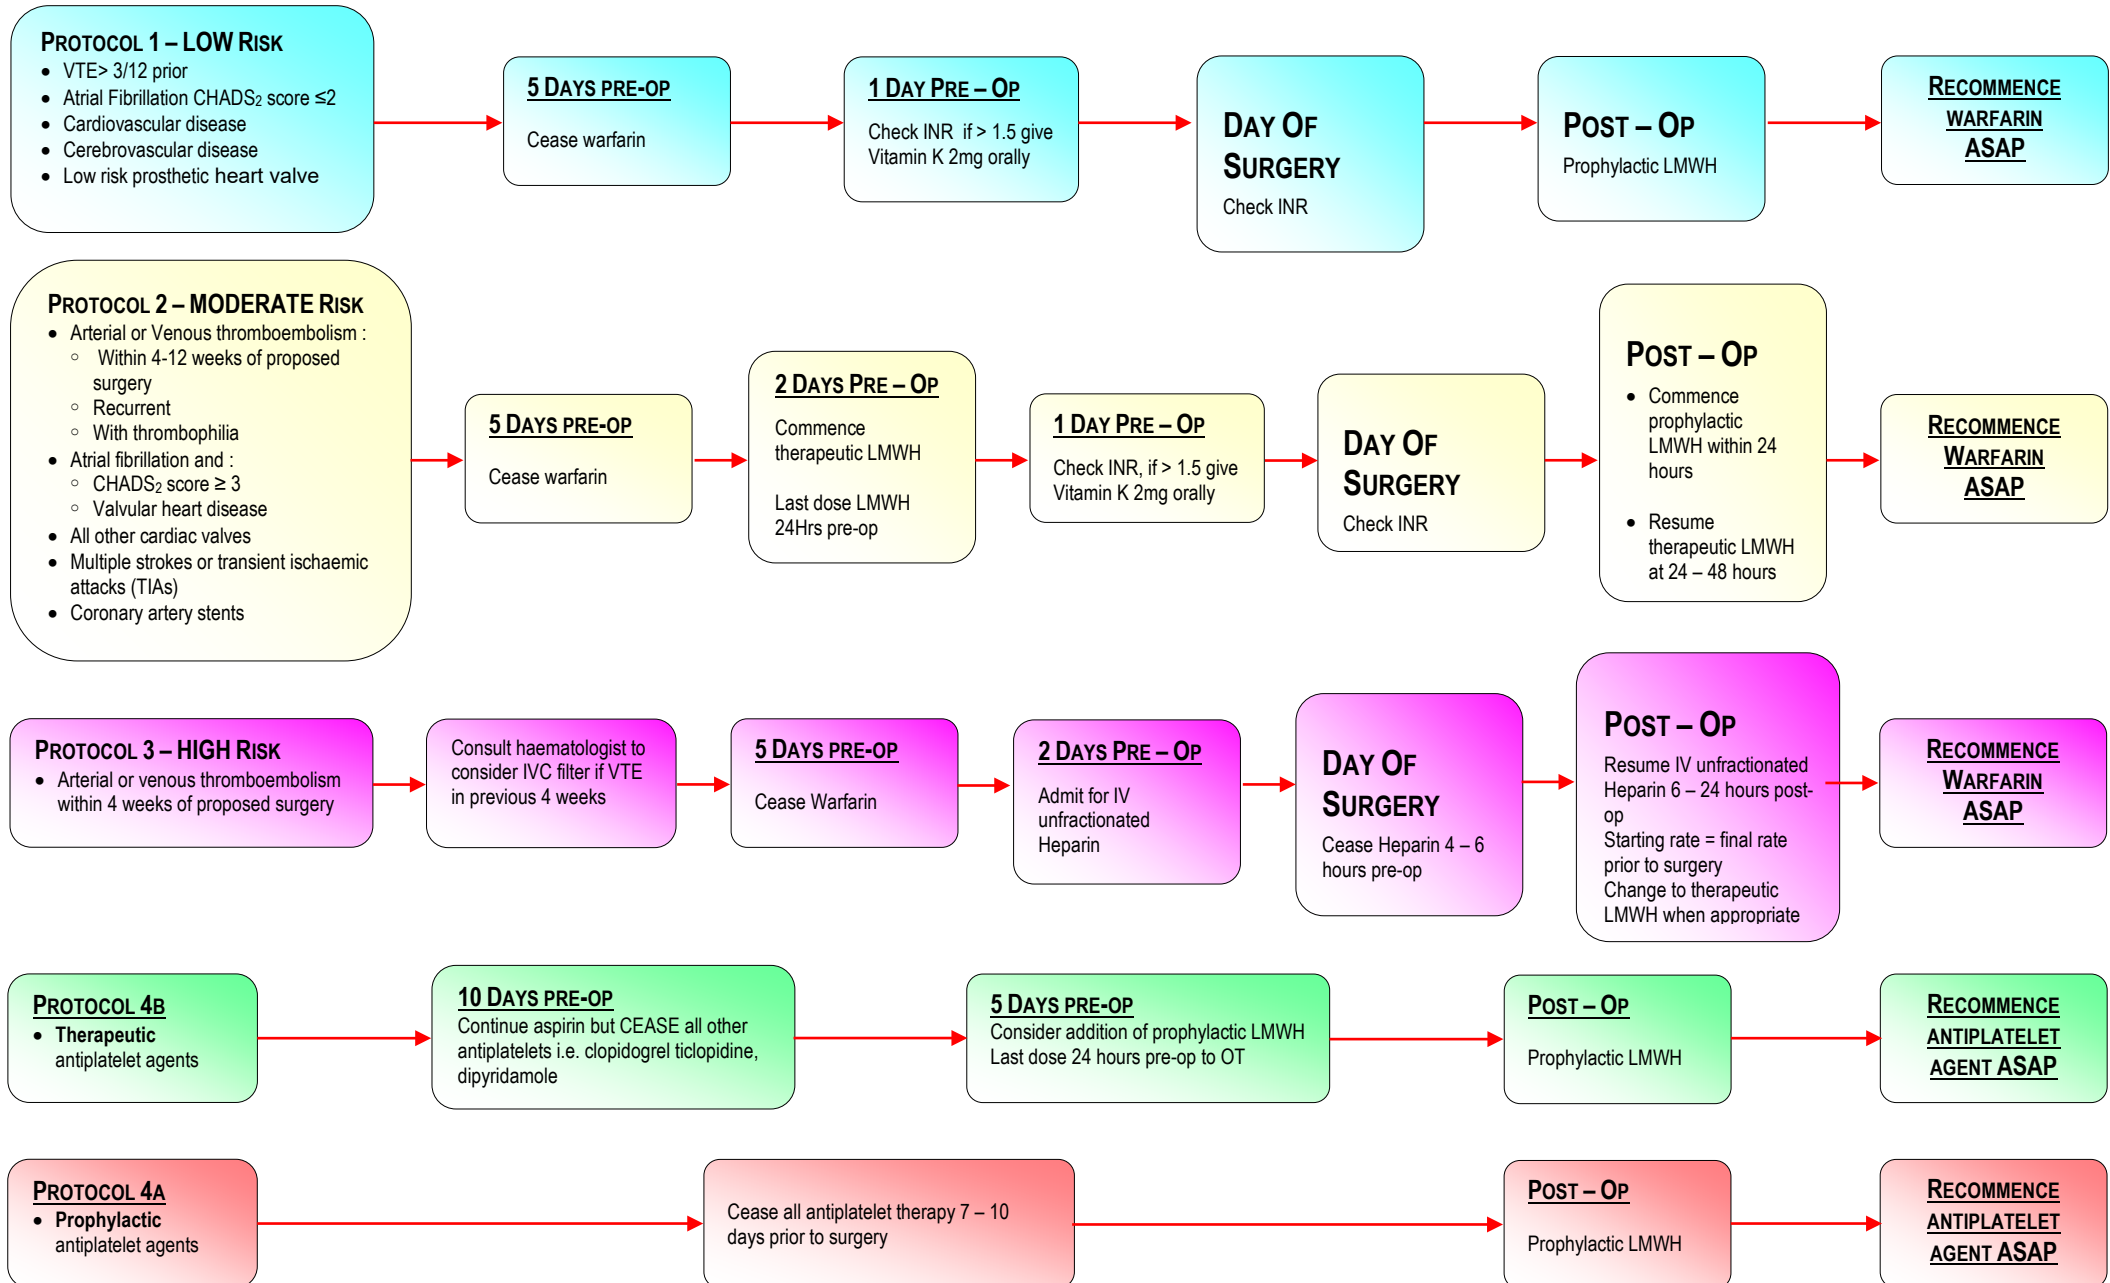 PROTOCOL 1 – LOW RISK
• VTE> 3/12 prior
• Atrial Fibrillation CHADS2 score ≤2
• Cardiovascular disease
• Cerebrovascular disease
• Low risk prosthetic heart valve
5 DAYS PRE-OP
Cease warfarin
1 DAY PRE – OP
Check INR if > 1.5 give
Vitamin K 2mg orally
DAY OF
SURGERY
Check INR
POST – OP
Prophylactic LMWH
RECOMMENCE
WARFARIN
ASAP
PROTOCOL 2 – MODERATE RISK
• Arterial or Venous thromboembolism :
○ Within 4-12 weeks of proposed
surgery
○ Recurrent
○ With thrombophilia
• Atrial fibrillation and :
○ CHADS2 score ≥ 3
○ Valvular heart disease
• All other cardiac valves
• Multiple strokes or transient ischaemic
attacks (TIAs)
• Coronary artery stents
5 DAYS PRE-OP
Cease warfarin
2 DAYS PRE – OP
Commence
therapeutic LMWH
Last dose LMWH
24Hrs pre-op
1 DAY PRE – OP
Check INR, if > 1.5 give
Vitamin K 2mg orally
DAY OF
SURGERY
Check INR
POST – OP
• Commence
prophylactic
LMWH within 24
hours
• Resume
therapeutic LMWH
at 24 – 48 hours
RECOMMENCE
WARFARIN
ASAP
PROTOCOL 3 – HIGH RISK
• Arterial or venous thromboembolism
within 4 weeks of proposed surgery
Consult haematologist to
consider IVC filter if VTE
in previous 4 weeks
5 DAYS PRE-OP
Cease Warfarin
2 DAYS PRE – OP
Admit for IV
unfractionated
Heparin
DAY OF
SURGERY
Cease Heparin 4 – 6
hours pre-op
POST – OP
Resume IV unfractionated
Heparin 6 – 24 hours post-
op
Starting rate = final rate
prior to surgery
Change to therapeutic
LMWH when appropriate
RECOMMENCE
WARFARIN
ASAP
PROTOCOL 4B
• Therapeutic
antiplatelet agents
10 DAYS PRE-OP
Continue aspirin but CEASE all other
antiplatelets i.e. clopidogrel ticlopidine,
dipyridamole
5 DAYS PRE-OP
Consider addition of prophylactic LMWH
Last dose 24 hours pre-op to OT
POST – OP
Prophylactic LMWH
RECOMMENCE
ANTIPLATELET
AGENT ASAP
PROTOCOL 4A
• Prophylactic
antiplatelet agents
Cease all antiplatelet therapy 7 – 10
days prior to surgery
POST – OP
Prophylactic LMWH
RECOMMENCE
ANTIPLATELET
AGENT ASAP